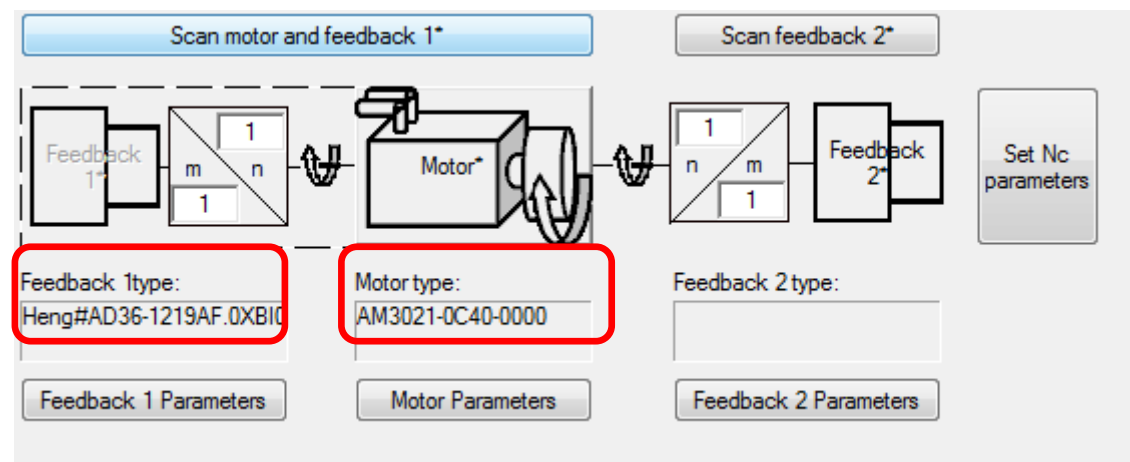 Scan motor and feedback 1*
Scan feedback 2*
Feedback 1*
1
m n
1
Motor*
1
n m
1
Feedback 2*
Set Nc parameters
Feedback 1type:
Motor type:
Feedback 2 type:
Heng#AD36-1219AF.0XBI0
AM3021-0C40-0000
Feedback 1 Parameters
Motor Parameters
Feedback 2 Parameters